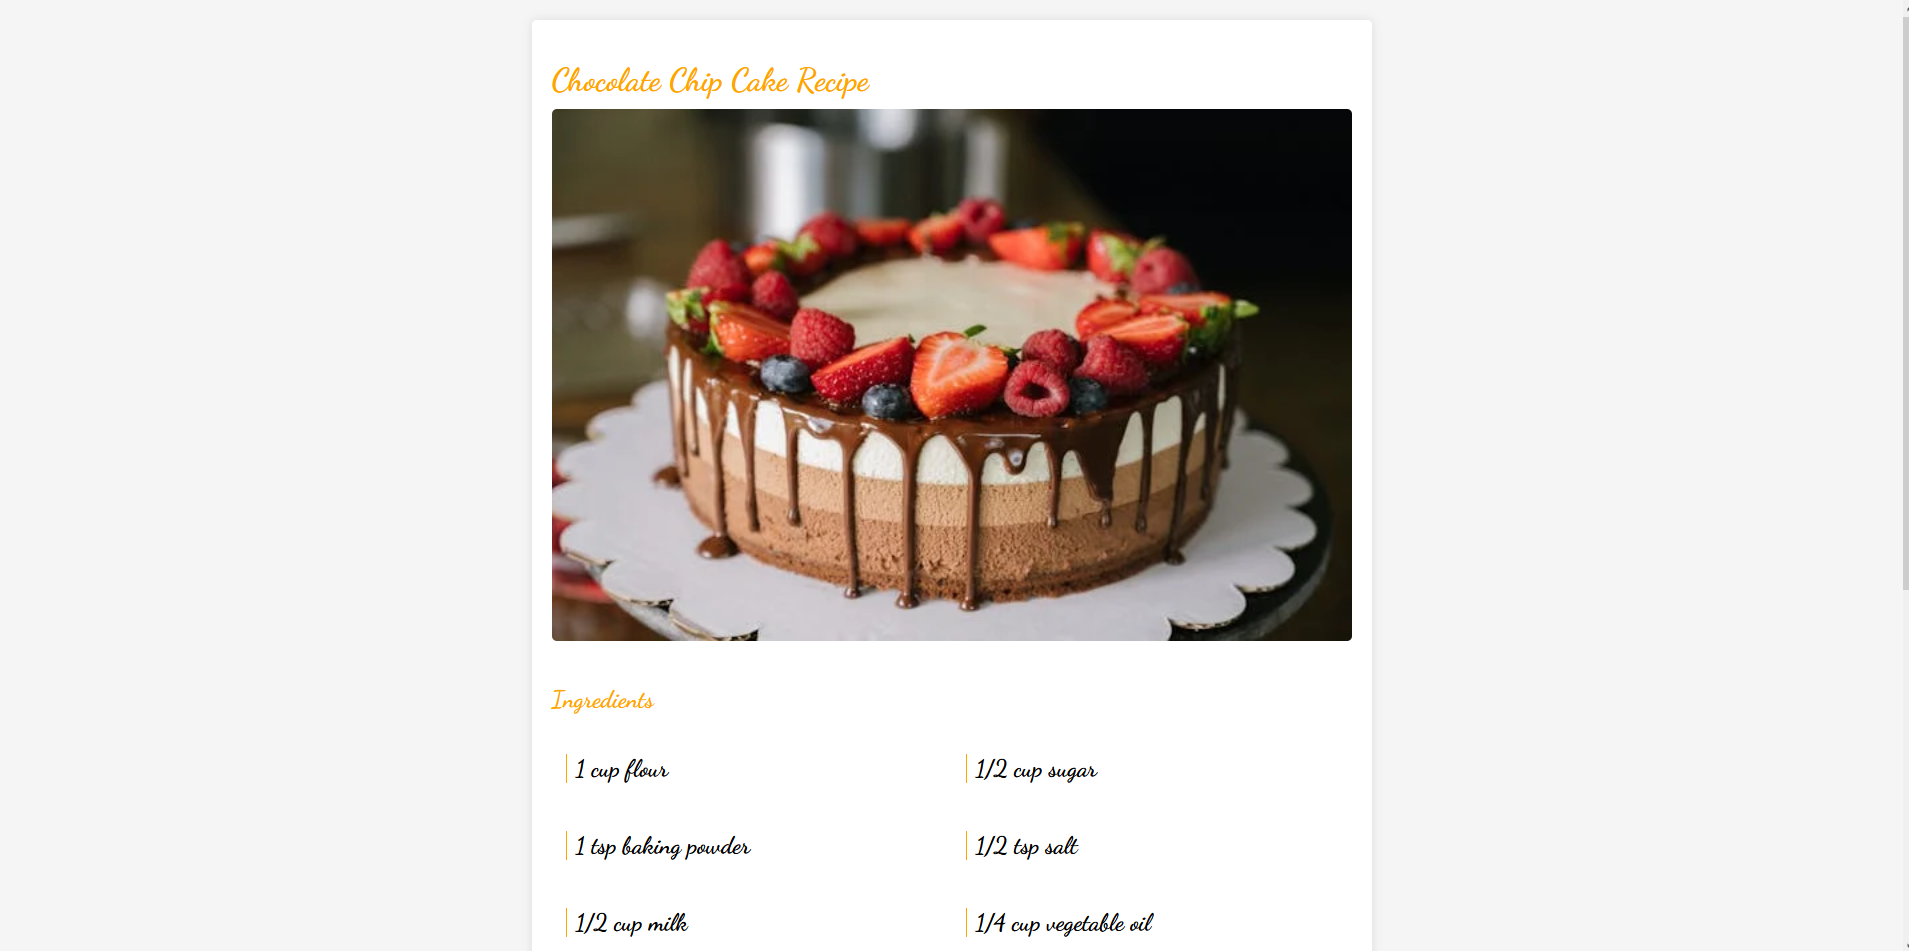 Chocolate Chip Cake Recipe
Ingredients
1 cup flour
1/2 cup sugar
1 tsp baking powder
1/2 tsp salt
1/2 cup milk
1/4 cup vegetable oil